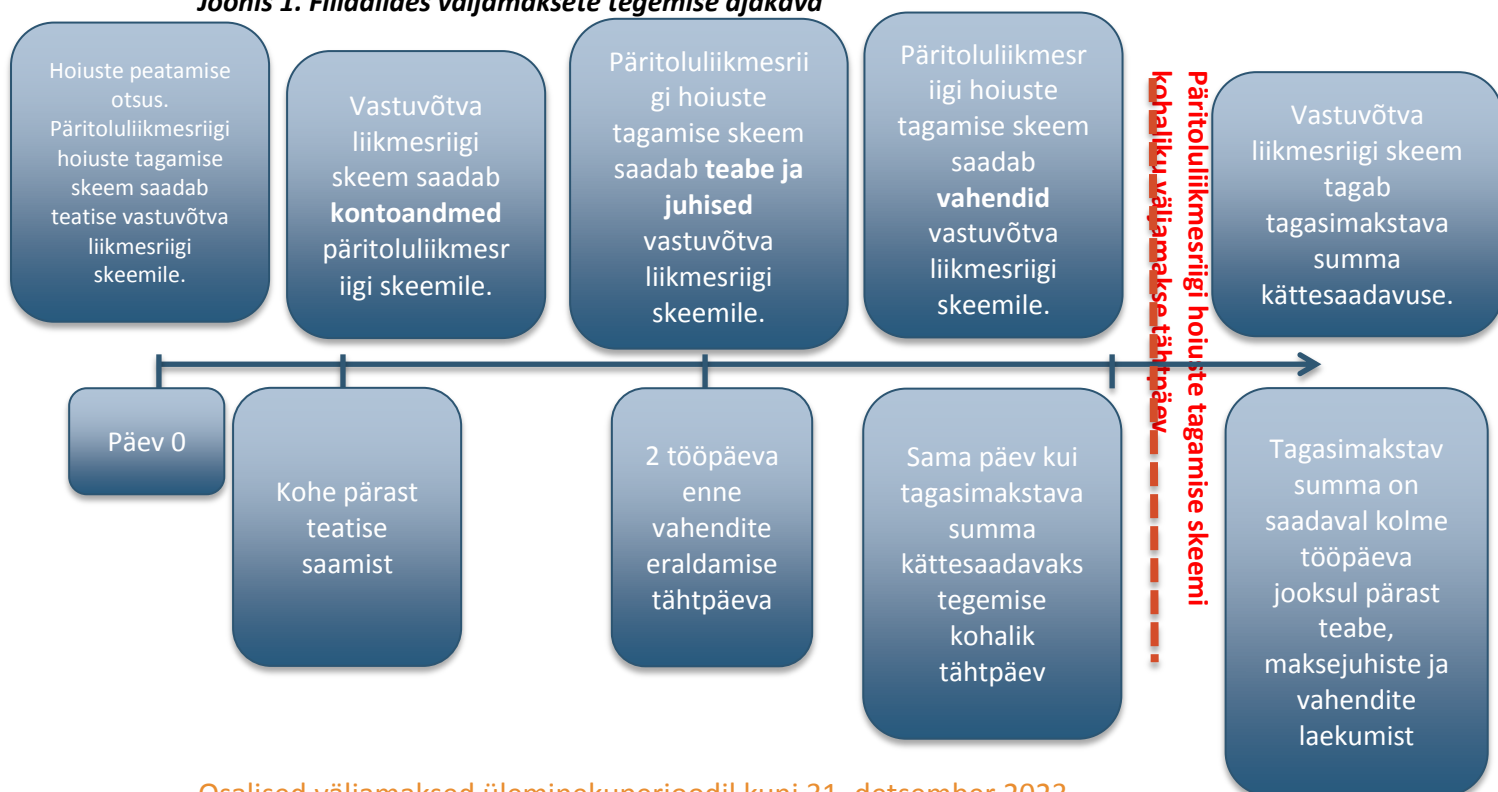 Joonis 1. Filiaalides väljamaksete tegemise ajakava
Hoiuste peatamise
otsus.
Päritoluliikmesriigi
hoiuste tagamise
skeem saadab
teatise vastuvõtva
liikmesriigi
skeemile.
Vastuvõtva
liikmesriigi
skeem saadab
kontoandmed
päritoluliikmesr
iigi skeemile.
Päritoluliikmesrii
gi hoiuste
tagamise skeem
saadab teabe ja
juhised
vastuvõtva
liikmesriigi
skeemile.
Päritoluliikmesr
iigi hoiuste
tagamise skeem
saadab
vahendid
vastuvõtva
liikmesriigi
skeemile.
Päritoluliikmesriigi hoiuste tagamise skeemi
kohaliku väljamakse tähtpäev
Vastuvõtva
liikmesriigi skeem
tagab
tagasimakstava
summa
kättesaadavuse.
Päev 0
Kohe pärast
teatise
saamist
2 tööpäeva
enne
vahendite
eraldamise
tähtpäeva
Sama päev kui
tagasimakstava
summa
kättesaadavaks
tegemise
kohalik
tähtpäev
Tagasimakstav
summa on
saadaval kolme
tööpäeva
jooksul pärast
teabe,
maksejuhiste ja
vahendite
laekumist
Osalised väljamaksed üleminekuperioodil kuni 31. detsember 2023